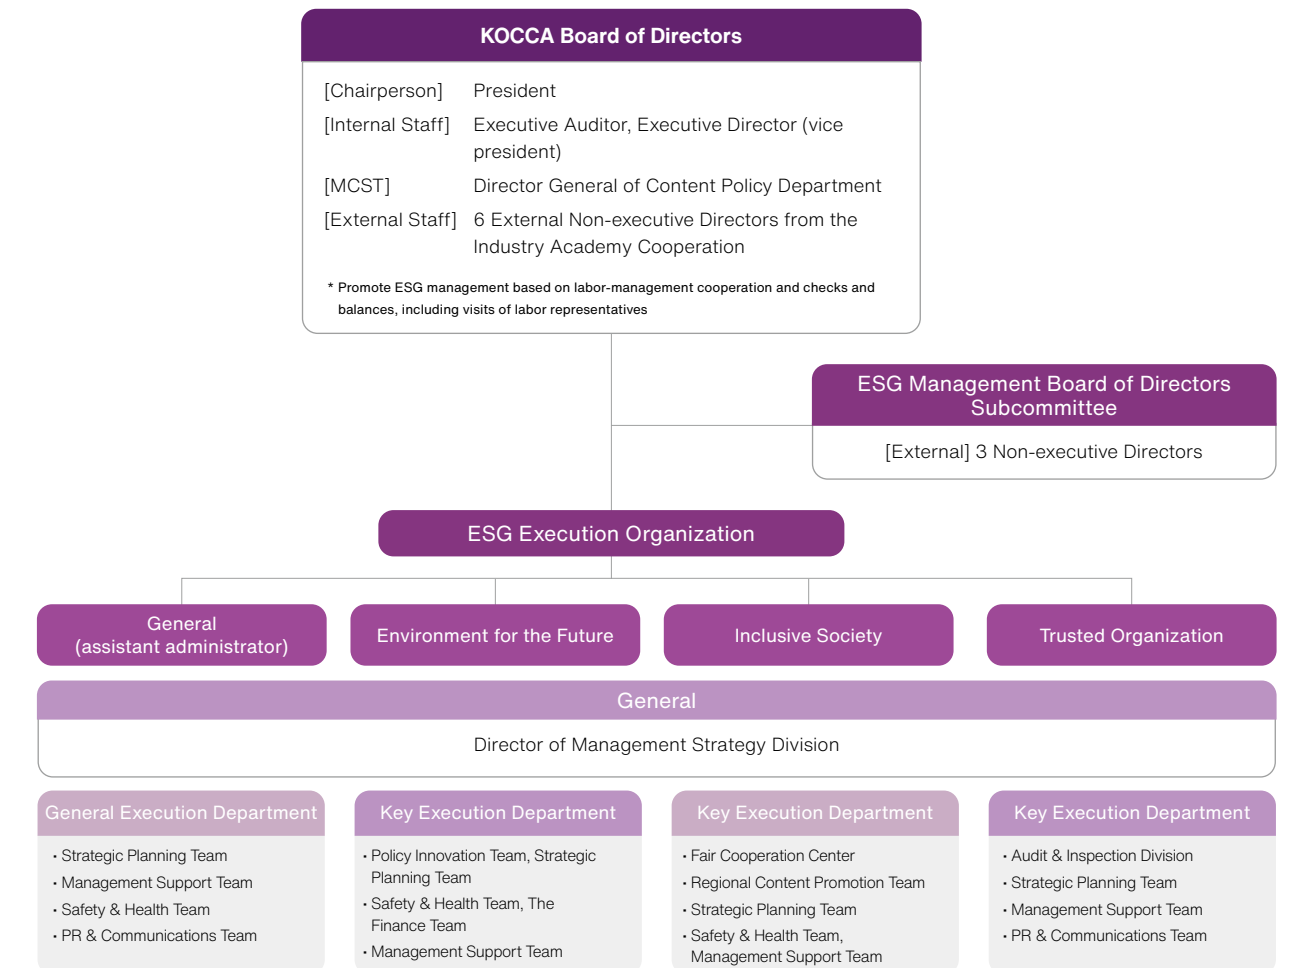 KOCCA Board of Directors
[Chairperson] President
[Internal Staff] Executive Auditor, Executive Director (vice
president)
[MCST] Director General of Content Policy Department
[External Staff] 6 External Non-executive Directors from the
Industry Academy Cooperation
* Promote ESG management based on labor-management cooperation and checks and
balances, including visits of labor representatives
ESG Management Board of Directors
Subcommittee
[External] 3 Non-executive Directors
ESG Execution Organization
General
(assistant administrator)
Environment for the Future
Inclusive Society
Trusted Organization
General
Director of Management Strategy Division
General Execution Department
• Strategic Planning Team
• Management Support Team
• Safety & Health Team
• PR & Communications Team
Key Execution Department
• Policy Innovation Team, Strategic
Planning Team
• Safety & Health Team, The
Finance Team
• Management Support Team
Key Execution Department
• Fair Cooperation Center
• Regional Content Promotion Team
• Strategic Planning Team
• Safety & Health Team,
Management Support Team
Key Execution Department
• Audit & Inspection Division
• Strategic Planning Team
• Management Support Team
• PR & Communications Team